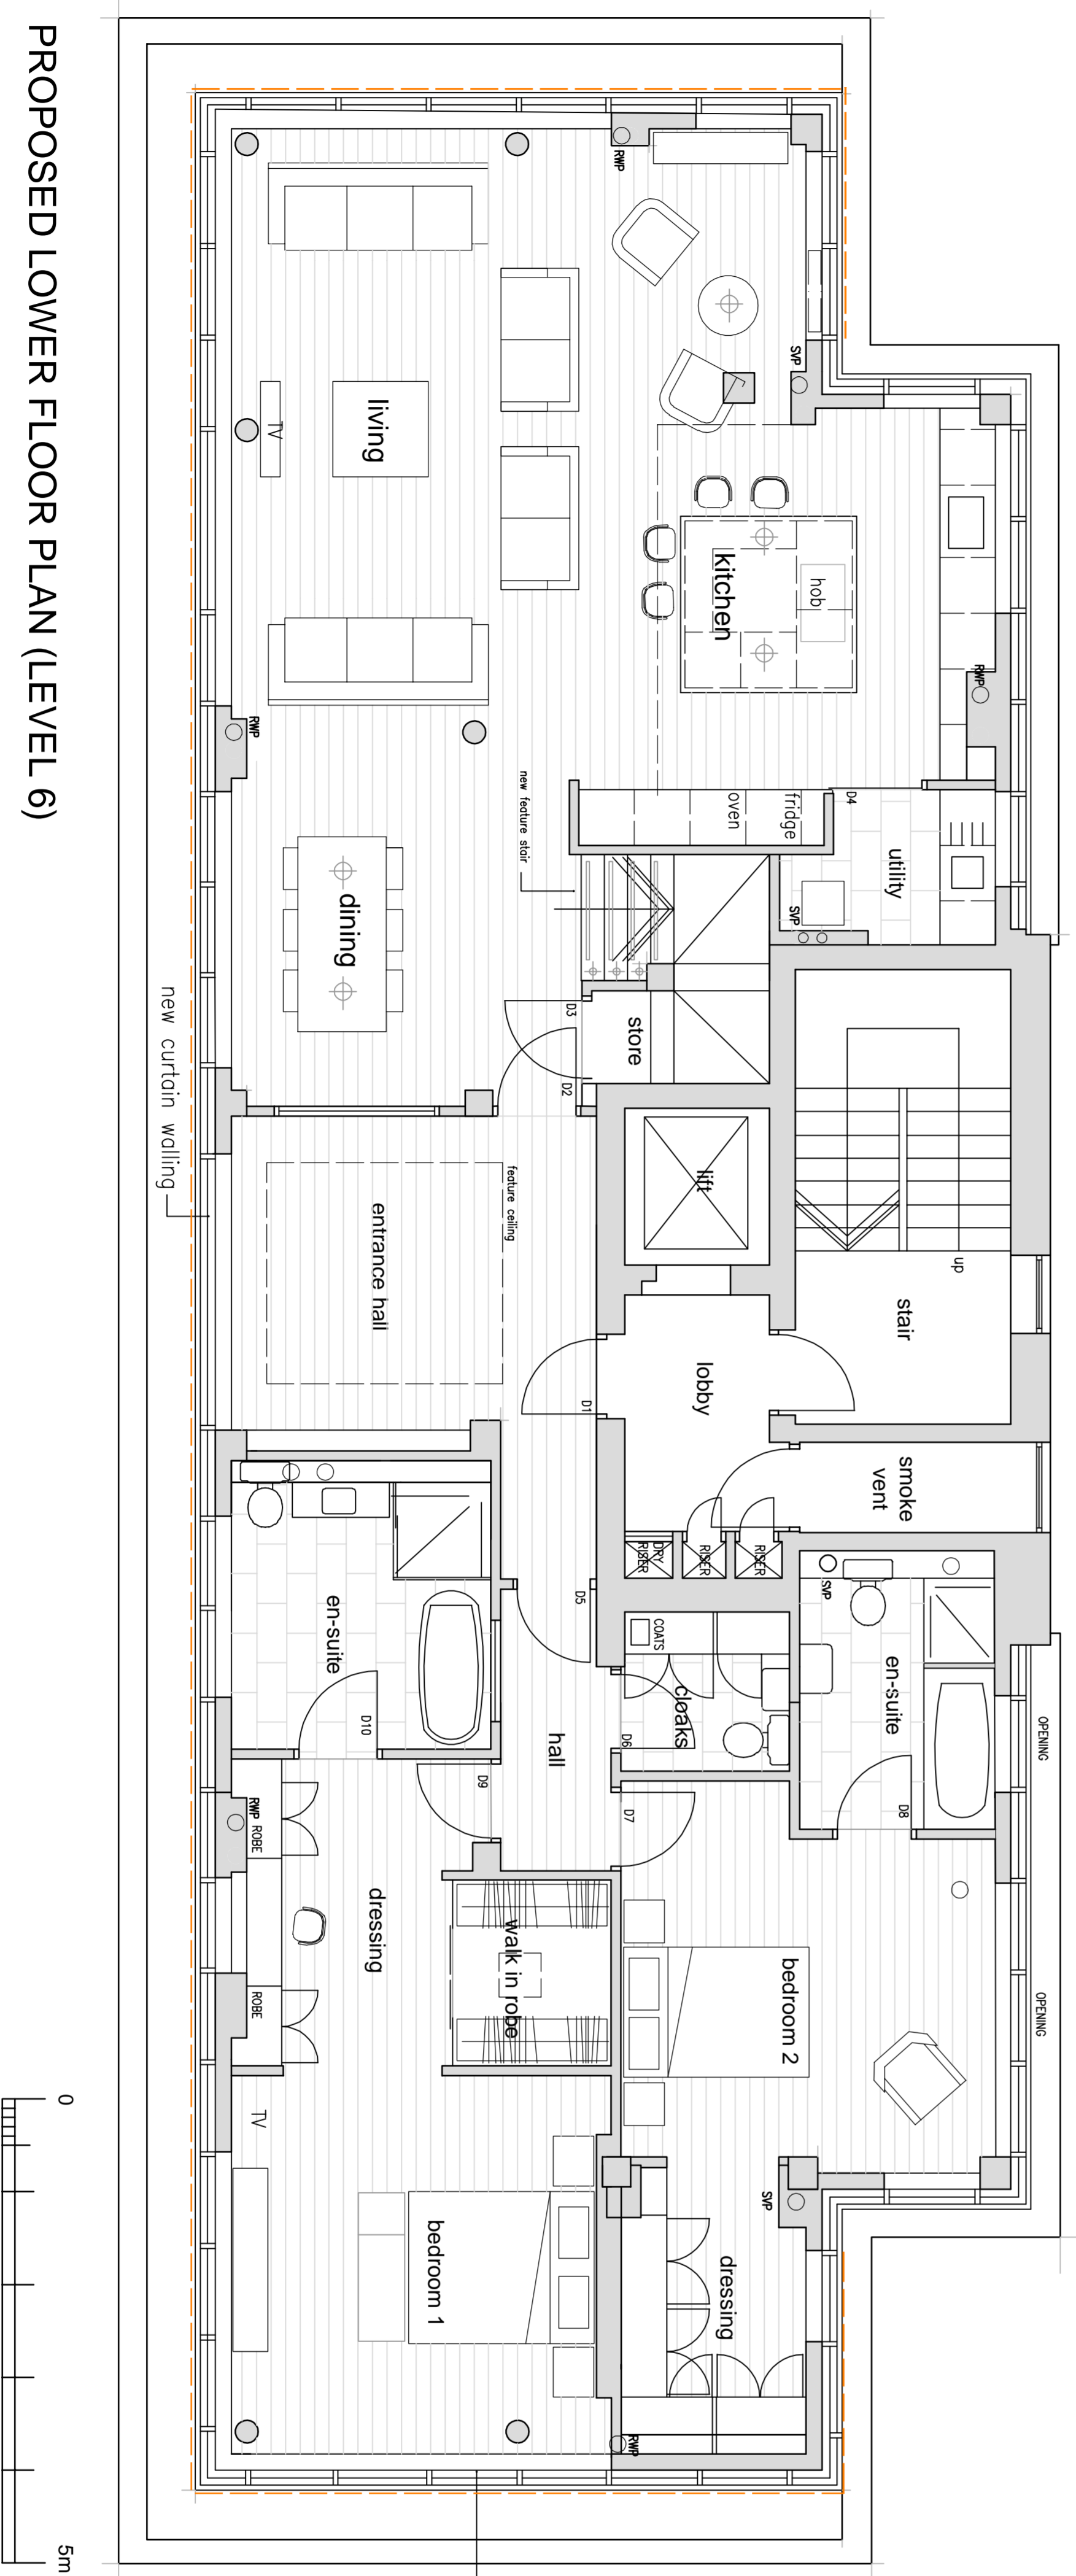 PROPOSED LOWER FLOOR PLAN (LEVEL 6)
RWP
SVP
living
TV
kitchen
hob
RWP
RWP
new feature stair
oven
fridge
D4
utility
SVP
dining
new curtain walling
D3
D2
store
lift
up
stair
feature ceiling
entrance hall
D1
lobby
smoke
vent
DRY
RISER
RISER
RISER
SVP
en-suite
D10
D5
hall
COATS
cloaks
D6
en-suite
D8
OPENING
D9
D7
RWP
ROBE
dressing
walk in robe
ROBE
bedroom 2
OPENING
TV
bedroom 1
SVP
dressing
RWP
0
5m